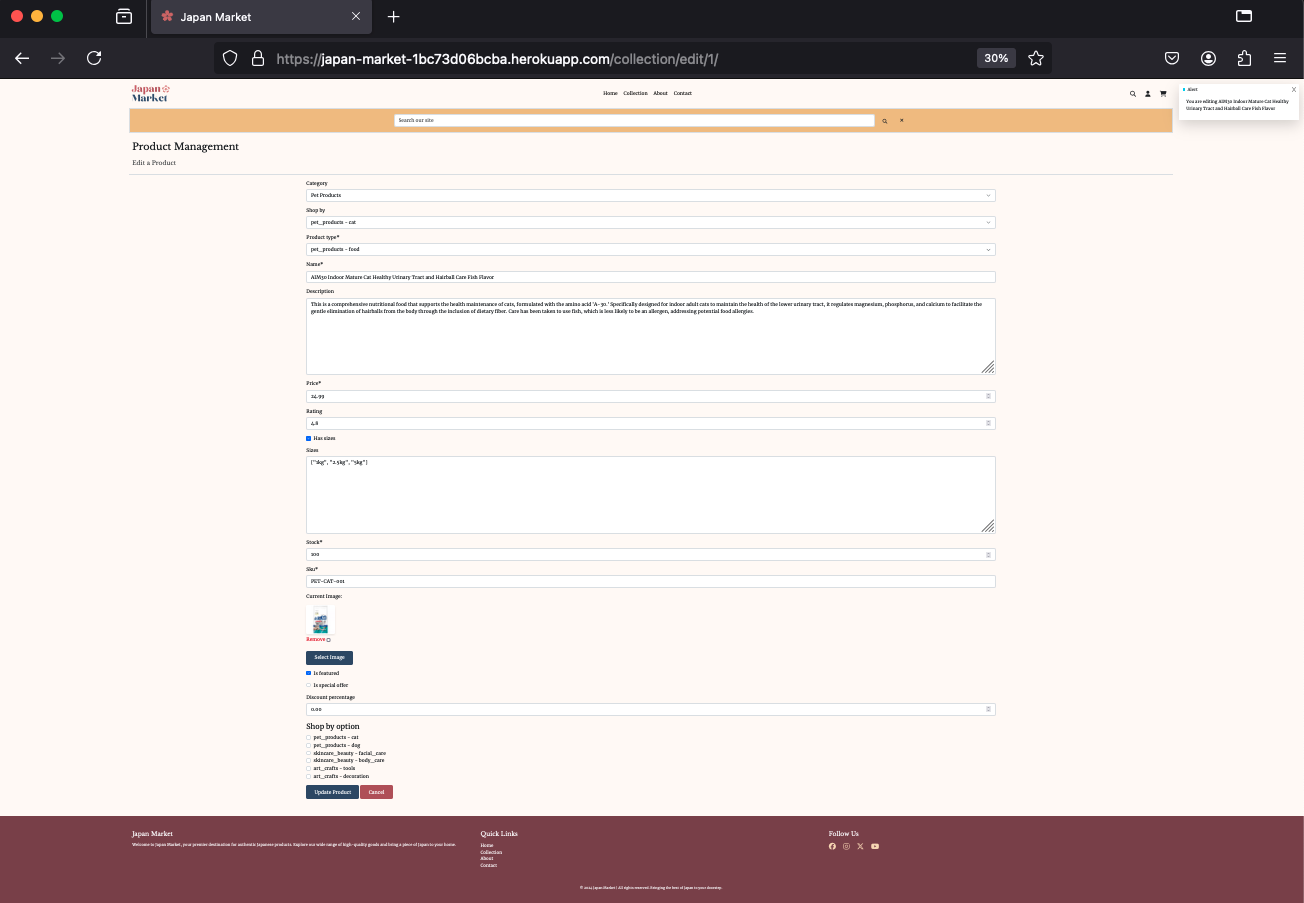 Japan Market
https://japan-market-1bc73d06bcba.herokuapp.com/collection/edit/1/
30%
Japan
Market
Home Collection About Contact
Alert
X
You are editing AIM30 Indoor Mature Cat Healthy
Urinary Tract and Hairball Care Fish Flavor
Search our site
Product Management
Edit a Product
Category
Pet Products
Shop by
pet_products - cat
Product type*
pet_products - food
Name*
AIM30 Indoor Mature Cat Healthy Urinary Tract and Hairball Care Fish Flavor
Description
This is a comprehensive nutritional food that supports the health maintenance of cats, formulated with the amino acid 'A-30.' Specifically designed for indoor adult cats to maintain the health of the lower urinary tract, it regulates magnesium, phosphorus, and calcium to facilitate the
gentle elimination of hairballs from the body through the inclusion of dietary fiber. Care has been taken to use fish, which is less likely to be an allergen, addressing potential food allergies.
Price*
24.99
Rating
4.8
Has sizes
Sizes
["1kg", "2.5kg", "5kg"]
Stock*
100
Sku*
PET-CAT-001
Current Image:
Remove
Select Image
Is featured
Is special offer
Discount percentage
0.00
Shop by option
pet_products - cat
pet_products - dog
skincare_beauty - facial_care
skincare_beauty - body_care
art_crafts - tools
art_crafts - decoration
Update Product Cancel
Japan Market
Welcome to Japan Market, your premier destination for authentic Japanese products. Explore our wide range of high-quality goods and bring a piece of Japan to your home.
Quick Links
Home
Collection
About
Contact
Follow Us
© 2024 Japan Market | All rights reserved. Bringing the best of Japan to your doorstep.